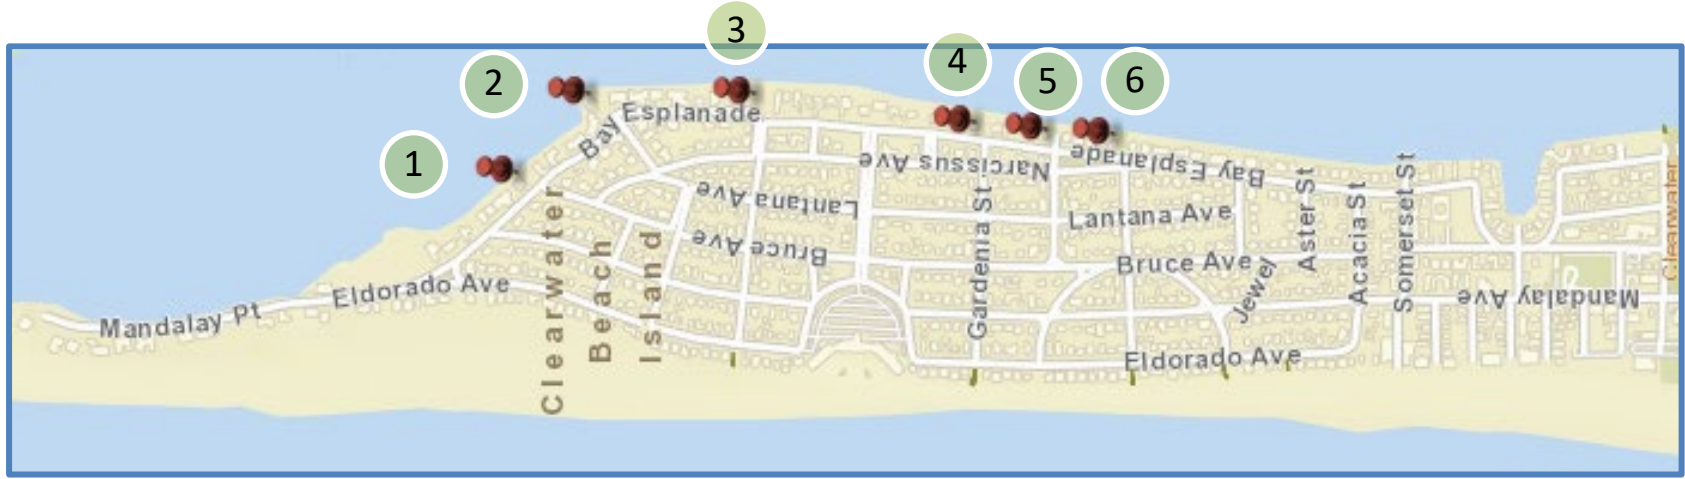 3
4
2
5
6
1
Bay Esplanade
Narcissus Ave
Bay Esplanade
Lantana Ave
Lantana Ave
Bruce Ave
Bruce Ave
Gardenia St
Jewey
Aster St
Acacia St
Somerset St
Mandalay Ave
Clearwater
Clearwater
Beach
Island
Eldorado Ave
Mandalay Pt
Eldorado Ave